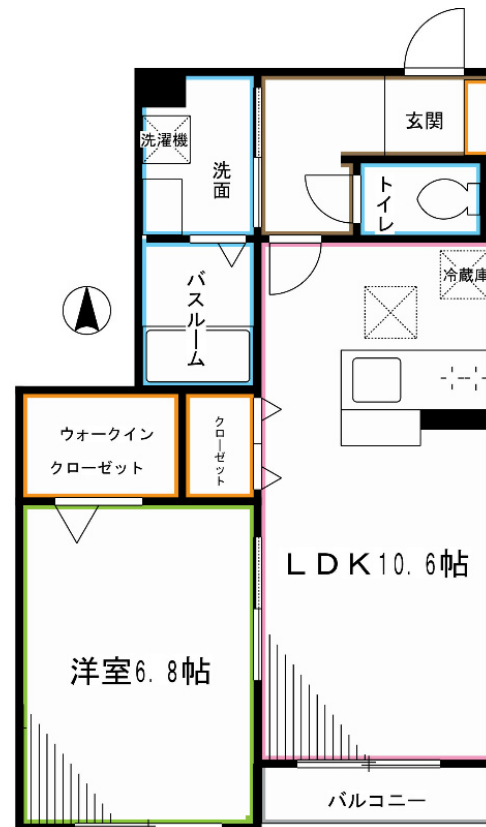 玄関
洗濯機
洗面
トイレ
冷蔵庫
バスルーム
ウォークイン
クローゼット
クローゼット
LDK10.6帖
洋室6.8帖
バルコニー